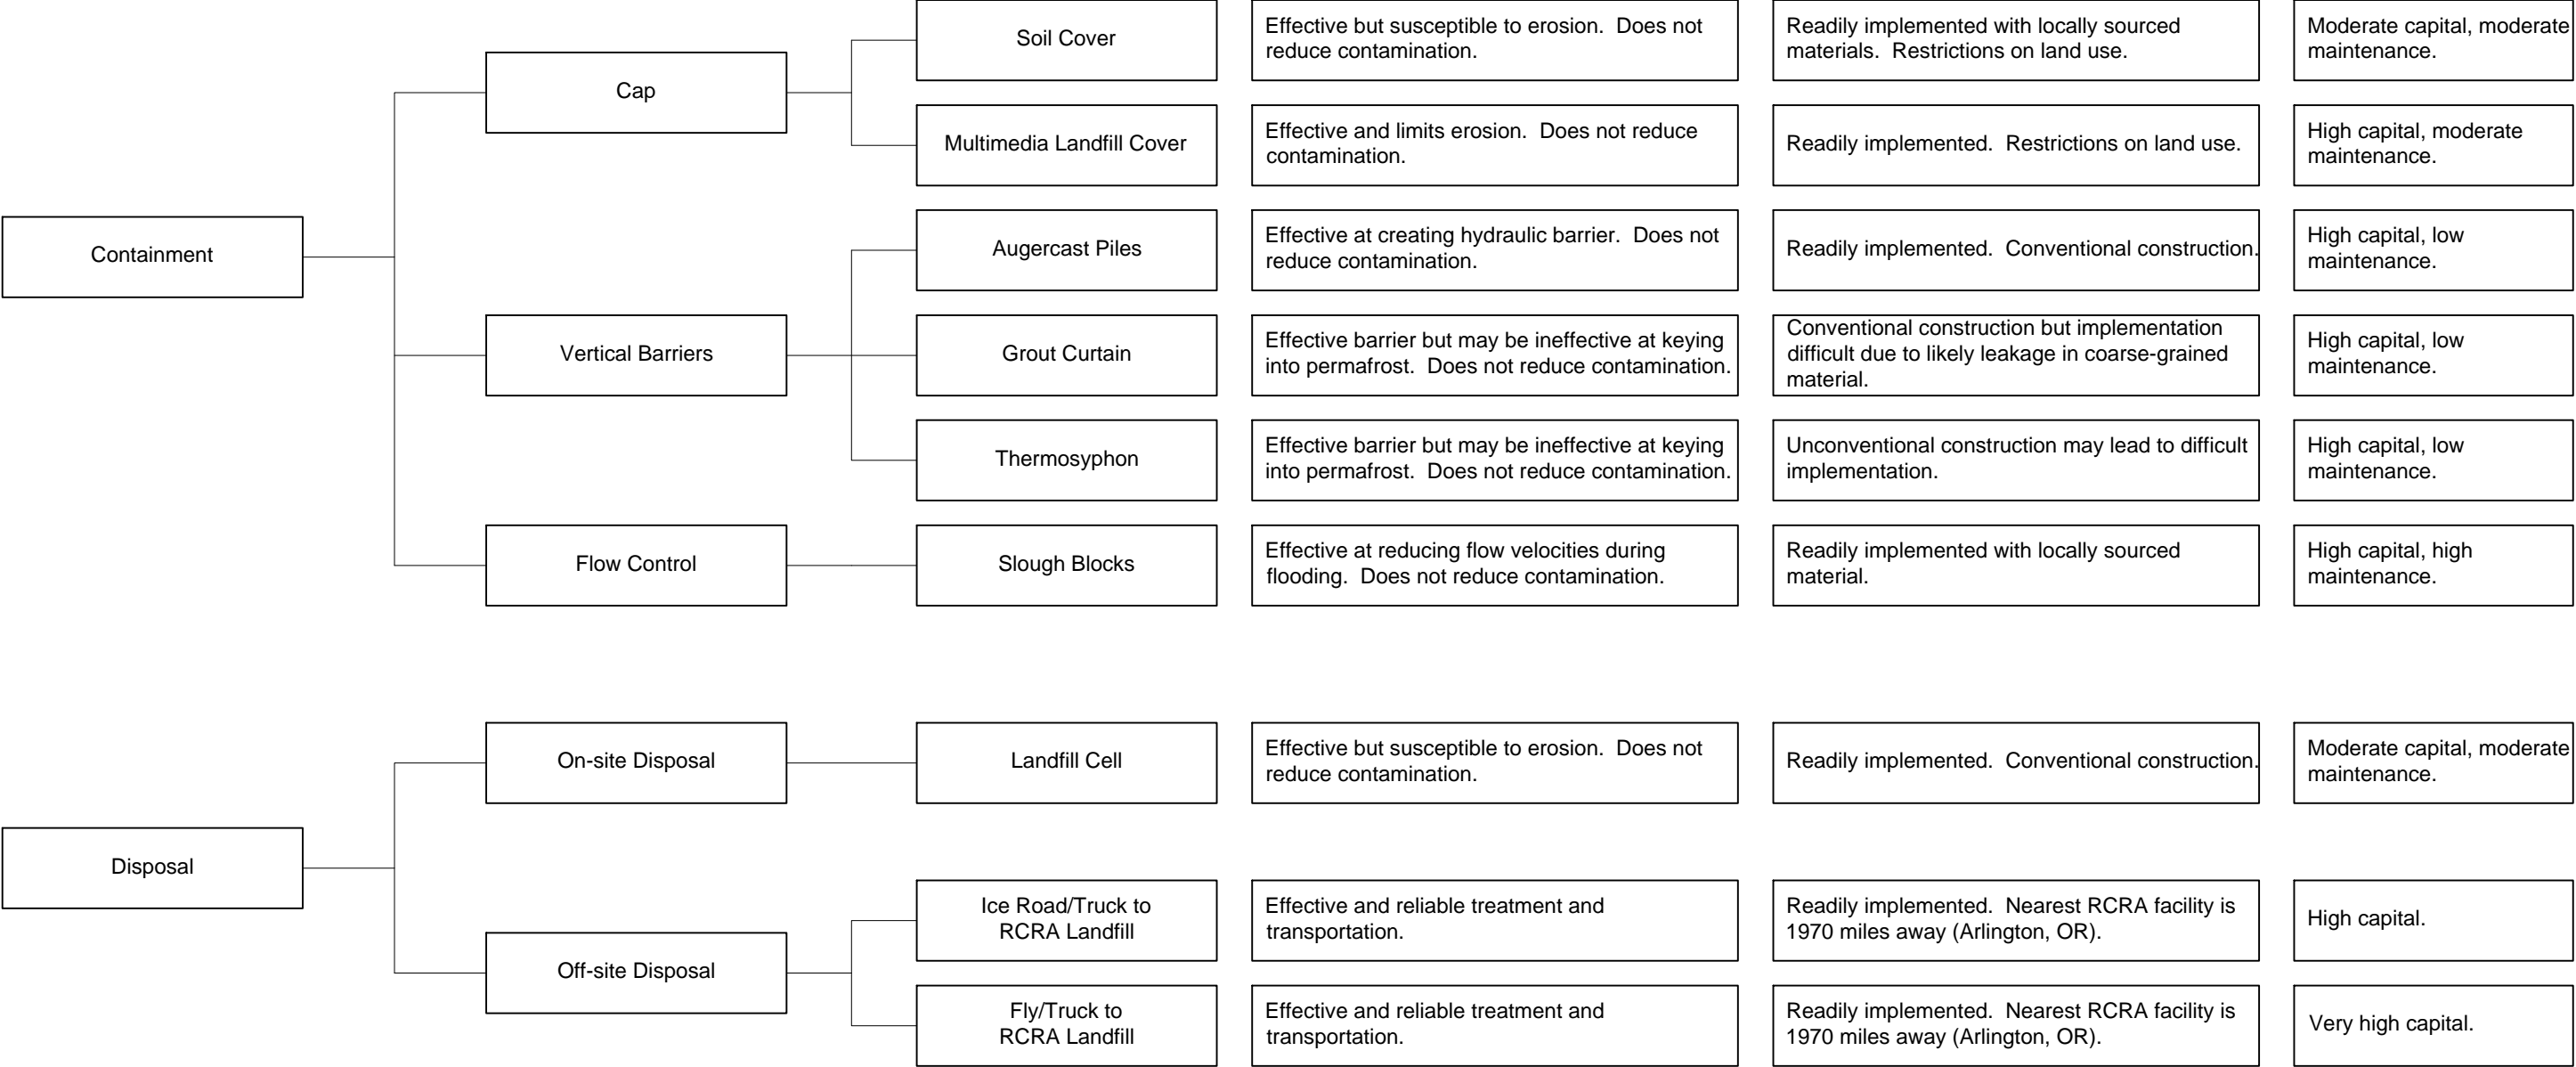 Soil Cover
Effective but susceptible to erosion.  Does not
reduce contamination.
Readily implemented with locally sourced
materials.  Restrictions on land use.
Moderate capital, moderate
maintenance.
Cap
Multimedia Landfill Cover
Effective and limits erosion.  Does not reduce
contamination.
Readily implemented.  Restrictions on land use.
High capital, moderate
maintenance.
Containment
Augercast Piles
Effective at creating hydraulic barrier.  Does not
reduce contamination.
Readily implemented.  Conventional construction.
High capital, low
maintenance.
Vertical Barriers
Grout Curtain
Effective barrier but may be ineffective at keying
into permafrost.  Does not reduce contamination.
Conventional construction but implementation
difficult due to likely leakage in coarse-grained
material.
High capital, low
maintenance.
Thermosyphon
Effective barrier but may be ineffective at keying
into permafrost.  Does not reduce contamination.
Unconventional construction may lead to difficult
implementation.
High capital, low
maintenance.
Flow Control
Slough Blocks
Effective at reducing flow velocities during
flooding.  Does not reduce contamination.
Readily implemented with locally sourced
material.
High capital, high
maintenance.
On-site Disposal
Landfill Cell
Effective but susceptible to erosion.  Does not
reduce contamination.
Readily implemented.  Conventional construction.
Moderate capital, moderate
maintenance.
Disposal
Ice Road/Truck to
RCRA Landfill
Effective and reliable treatment and
transportation.
Readily implemented.  Nearest RCRA facility is
1970 miles away (Arlington, OR).
High capital.
Off-site Disposal
Fly/Truck to
RCRA Landfill
Effective and reliable treatment and
transportation.
Readily implemented.  Nearest RCRA facility is
1970 miles away (Arlington, OR).
Very high capital.